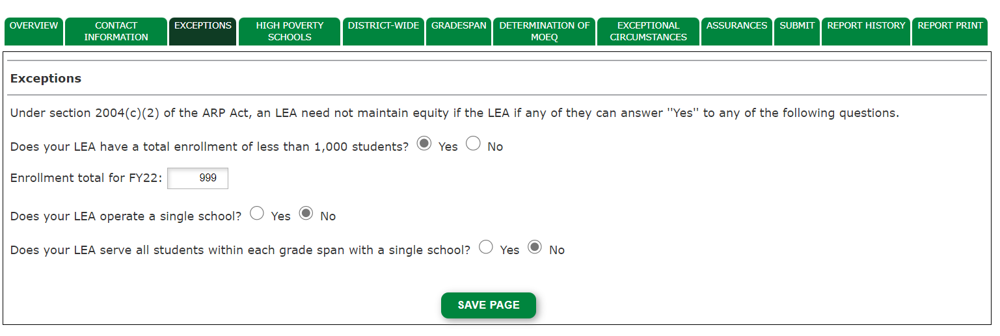 OVERVIEW
CONTACT
INFORMATION
EXCEPTIONS
HIGH POVERTY
SCHOOLS
DISTRICT-WIDE
GRADESPAN
DETERMINATION OF
MOEQ
EXCEPTIONAL
CIRCUMSTANCES
ASSURANCES
SUBMIT
REPORT HISTORY
REPORT PRINT
Exceptions
Under section 2004(c)(2) of the ARP Act, an LEA need not maintain equity if the LEA if any of they can answer "Yes" to any of the following questions.
Does your LEA have a total enrollment of less than 1,000 students? Yes No
Enrollment total for FY22: 999
Does your LEA operate a single school? Yes No
Does your LEA serve all students within each grade span with a single school? Yes No
SAVE PAGE